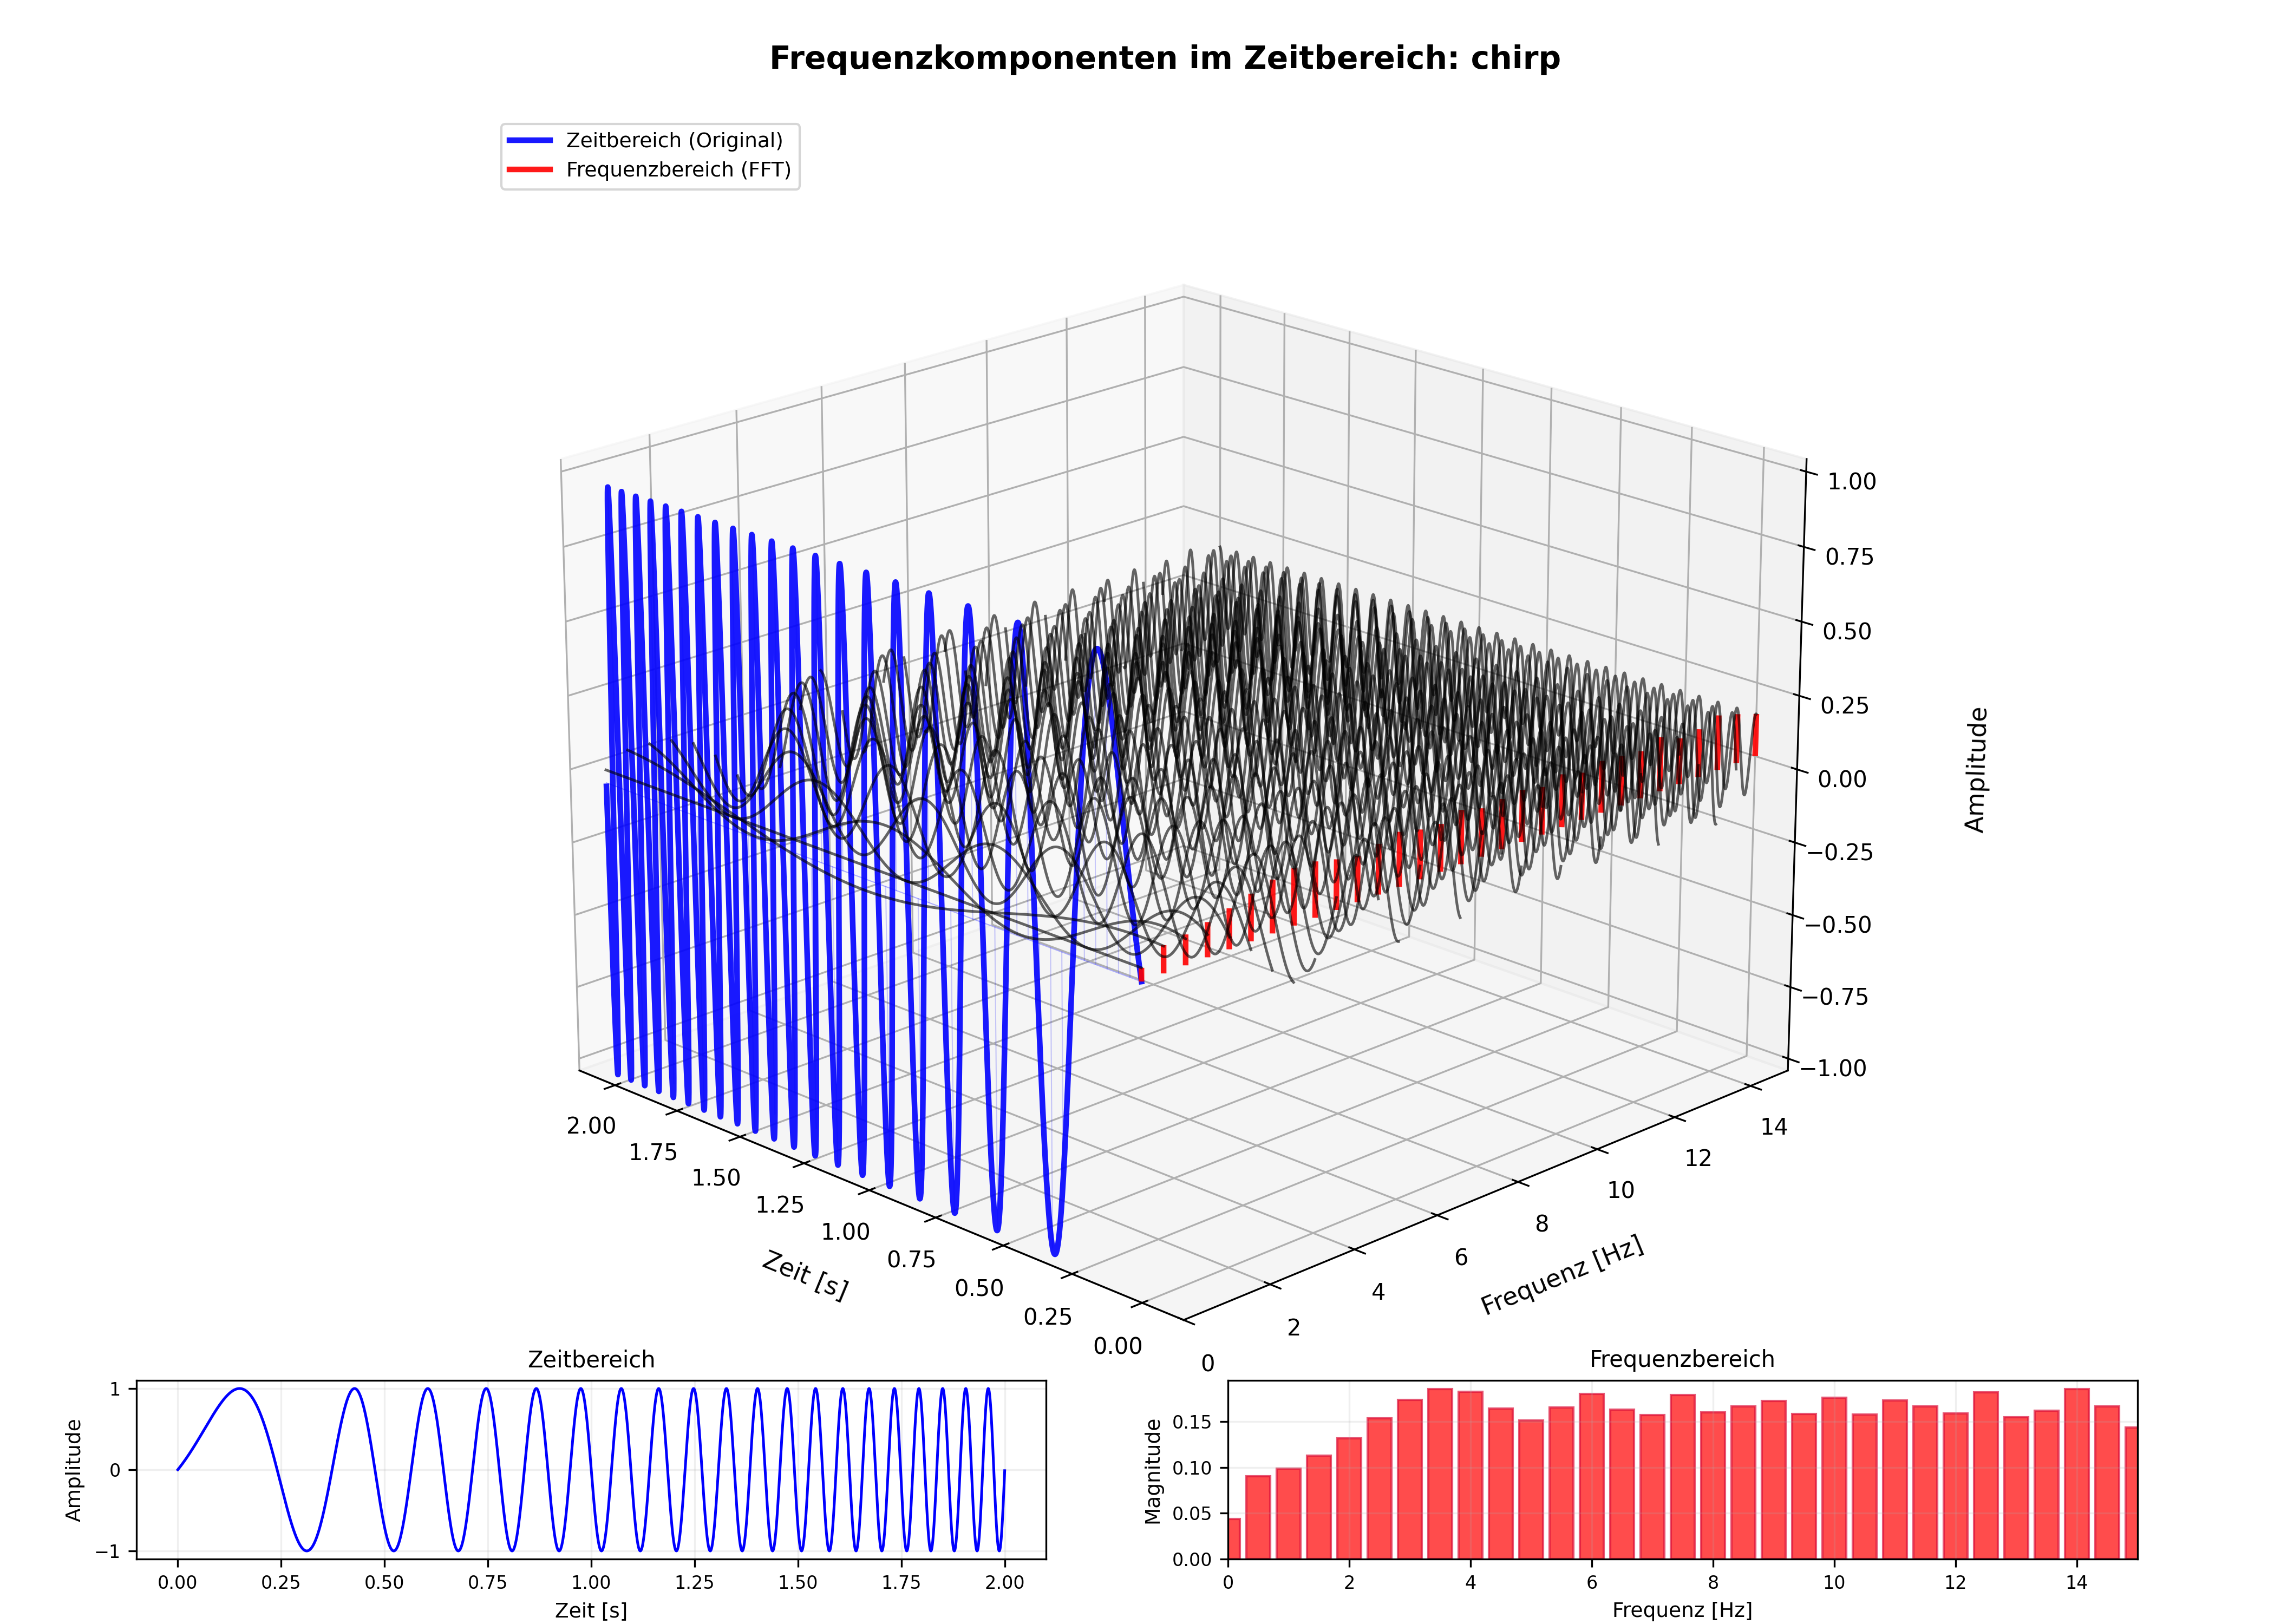 Frequenzkomponenten im Zeitbereich: chirp
Zeitbereich (Original)
Frequenzbereich (FFT)
1.00
0.75
0.50
0.25
0.00
−0.25
−0.50
−0.75
−1.00
Amplitude
2.00
1.75
1.50
1.25
1.00
0.75
0.50
0.25
0.00
Zeit [s]
0
2
4
6
8
10
12
14
Frequenz [Hz]
Zeitbereich
1
0
−1
Amplitude
0.00 0.25 0.50 0.75 1.00 1.25 1.50 1.75 2.00
Zeit [s]
Frequenzbereich
0.15
0.10
0.05
0.00
Magnitude
0 2 4 6 8 10 12 14
Frequenz [Hz]